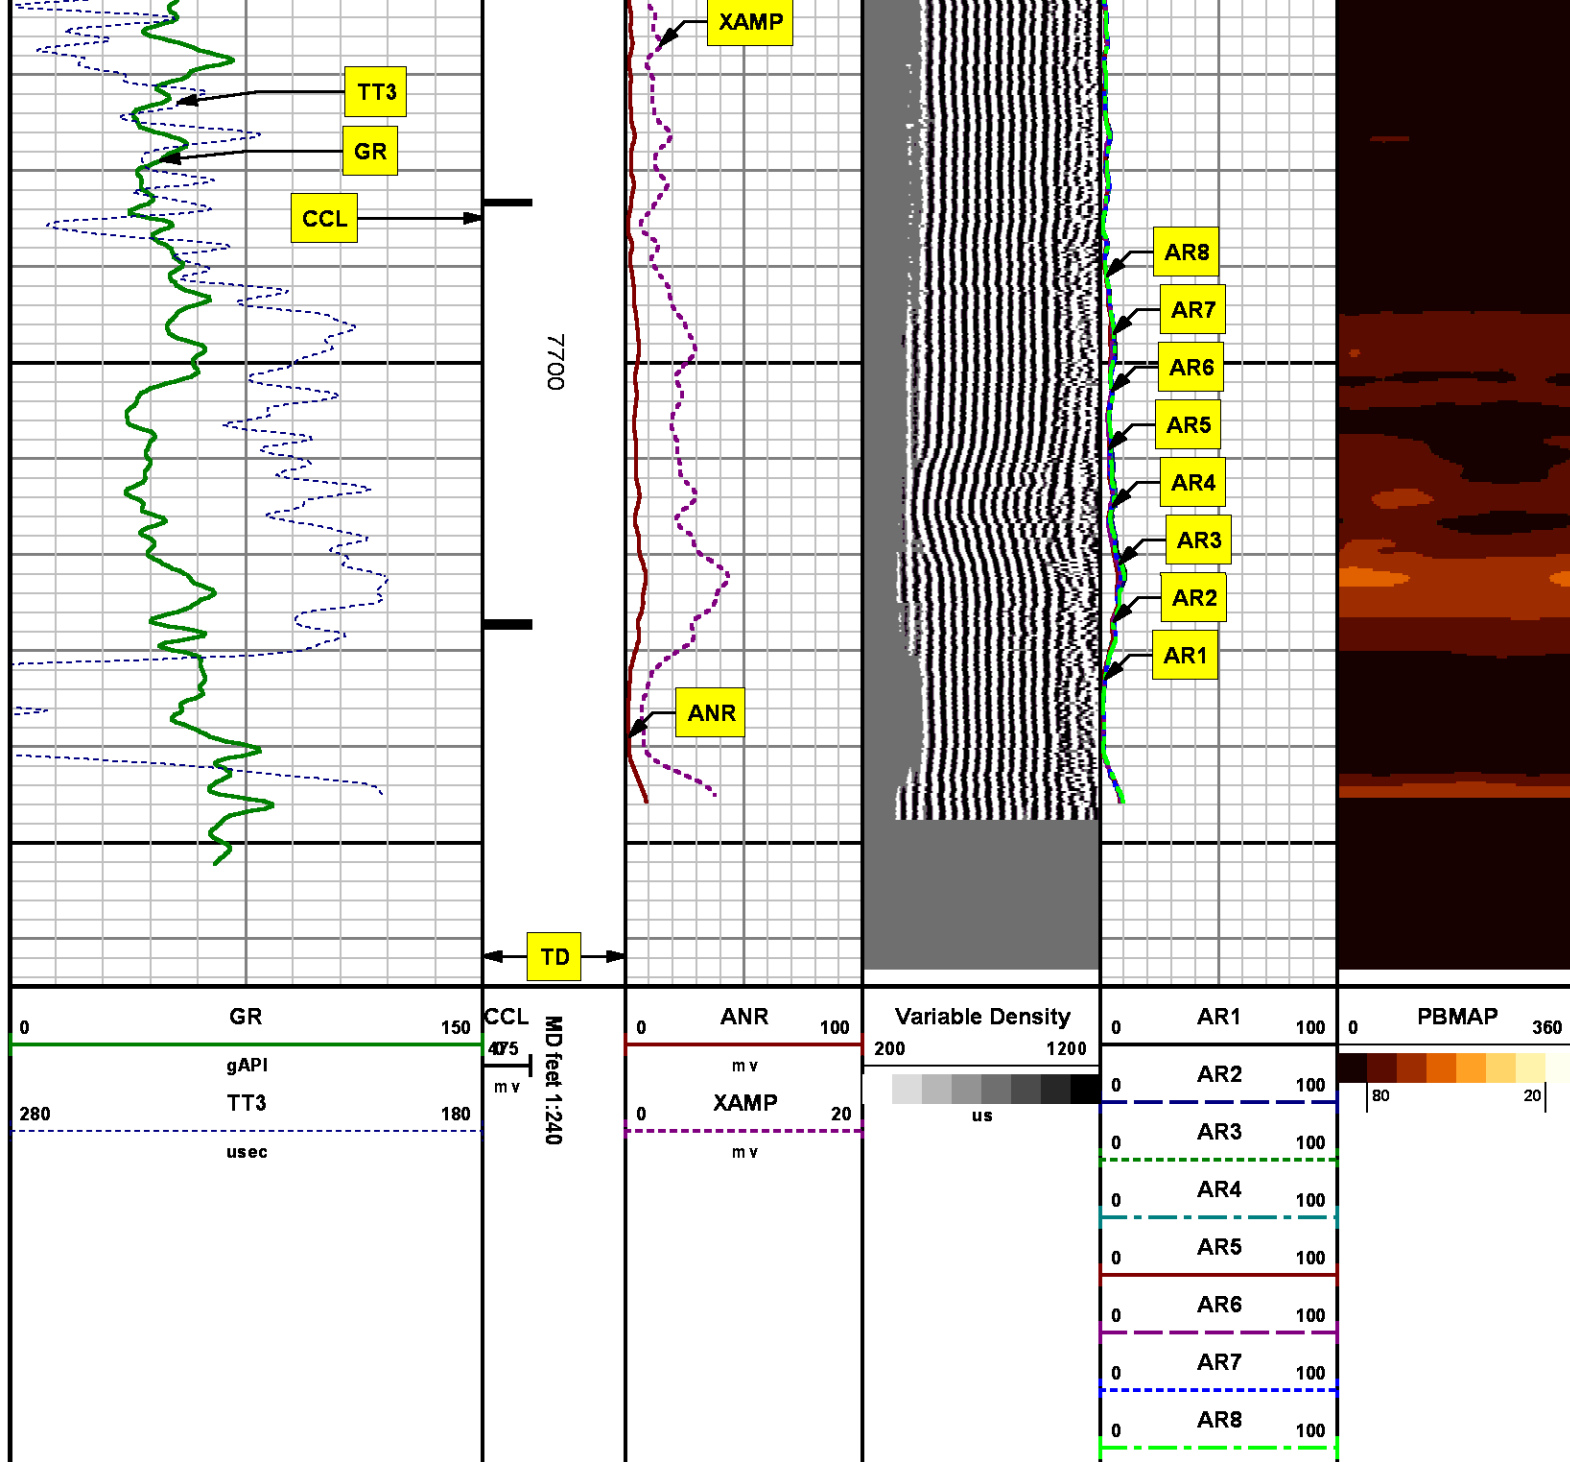 XAMP
TT3
GR
CCL
AR8
AR7
7700
AR6
AR5
AR4
AR3
AR2
AR1
ANR
TD
0 GR 150
gAPI
TT3
280 180
usec
CCL
475
mv
MD feet 1:240
0 ANR 100
mv
XAMP
0 20
mv
Variable Density
200 1200
us
0 AR1 100
0 AR2 100
0 AR3 100
0 AR4 100
0 AR5 100
0 AR6 100
0 AR7 100
0 AR8 100
0 PBMAP 360
80 20